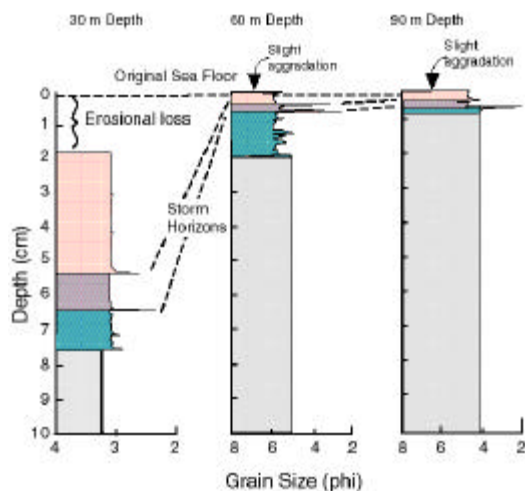 30 m Depth
60 m Depth
90 m Depth
Slight
aggradation
Slight
aggradation
Original Sea Floor
Erosional loss
Storm
Horizons
Depth (cm)
0
1
2
3
4
5
6
7
8
9
10
4 3 2
8 6 4 2
8 6 4 2
Grain Size (phi)